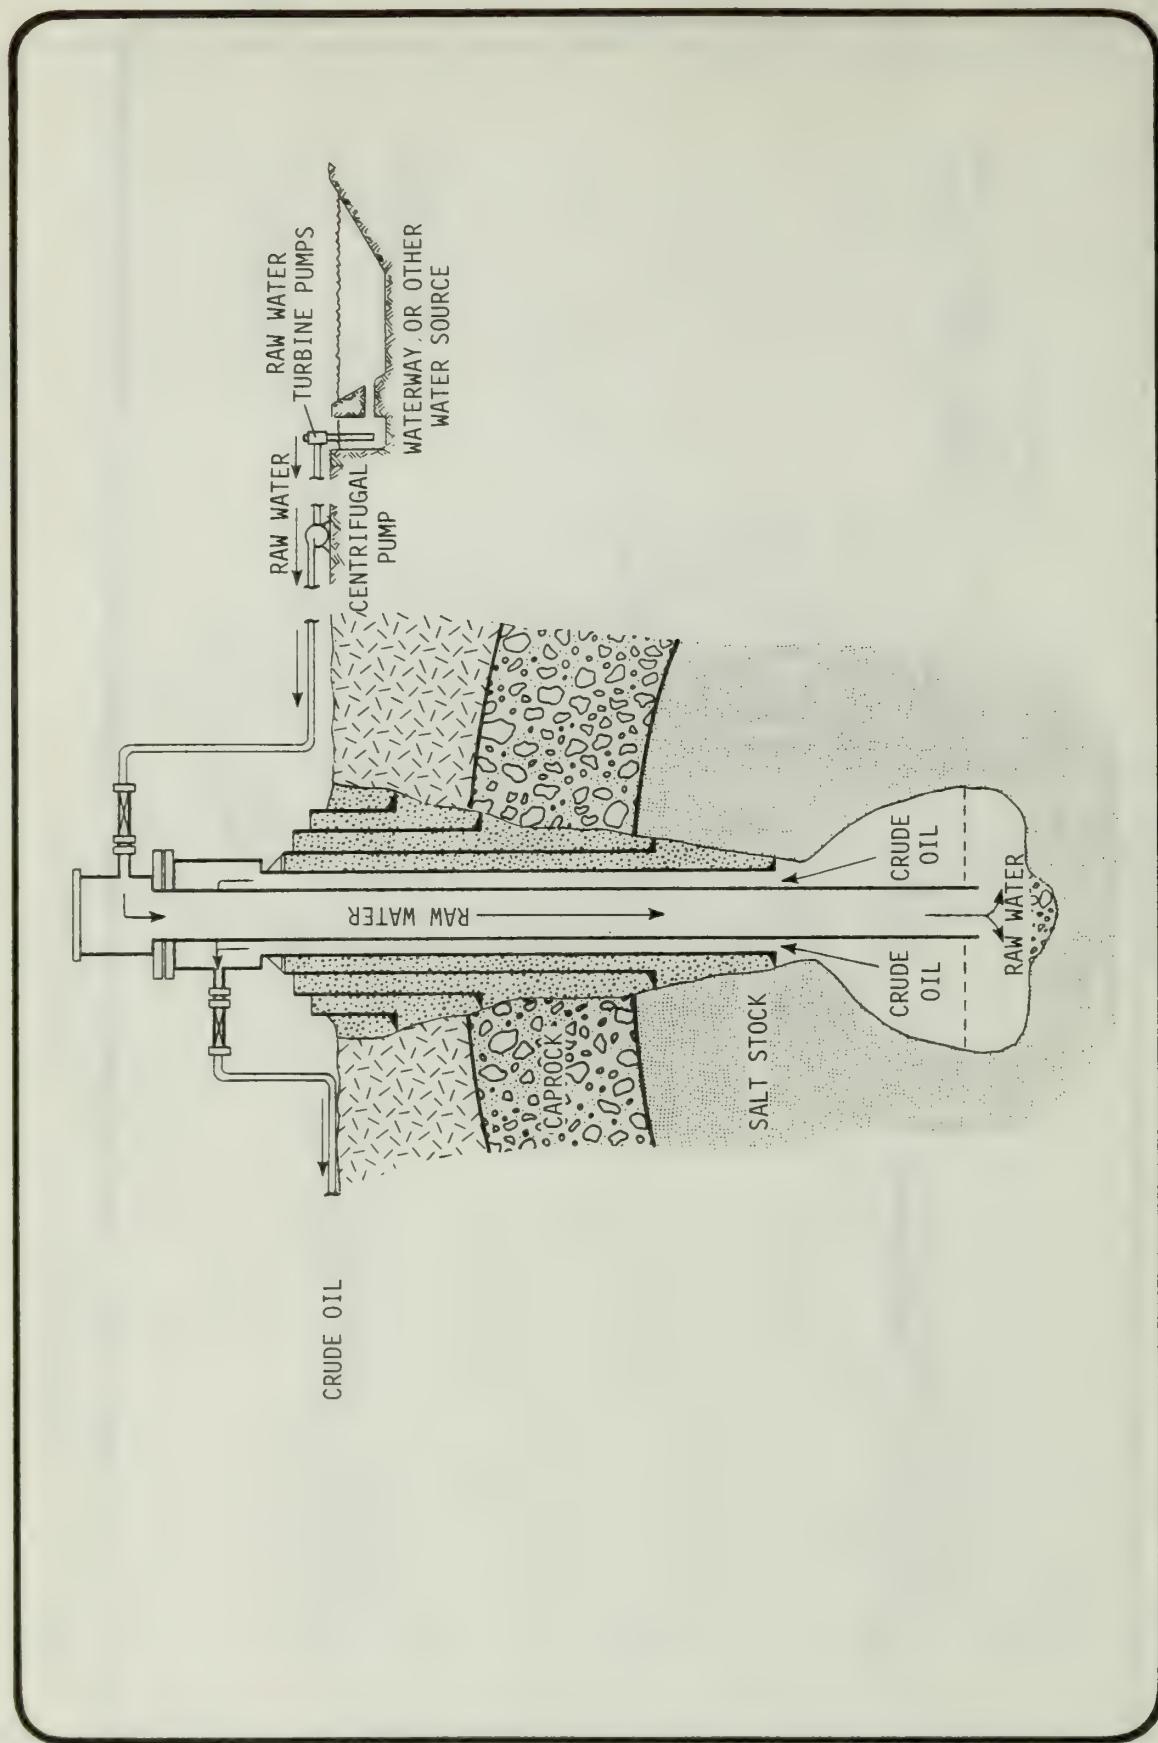 RAW WATER
TURBINE PUMPS
RAW WATER
CENTRIFUGAL
PUMP
WATERWAY, OR OTHER
WATER SOURCE
CRUDE OIL
RAW WATER
CAPROCK
SALT STOCK
CRUDE
OIL
CRUDE
OIL
RAW WATER